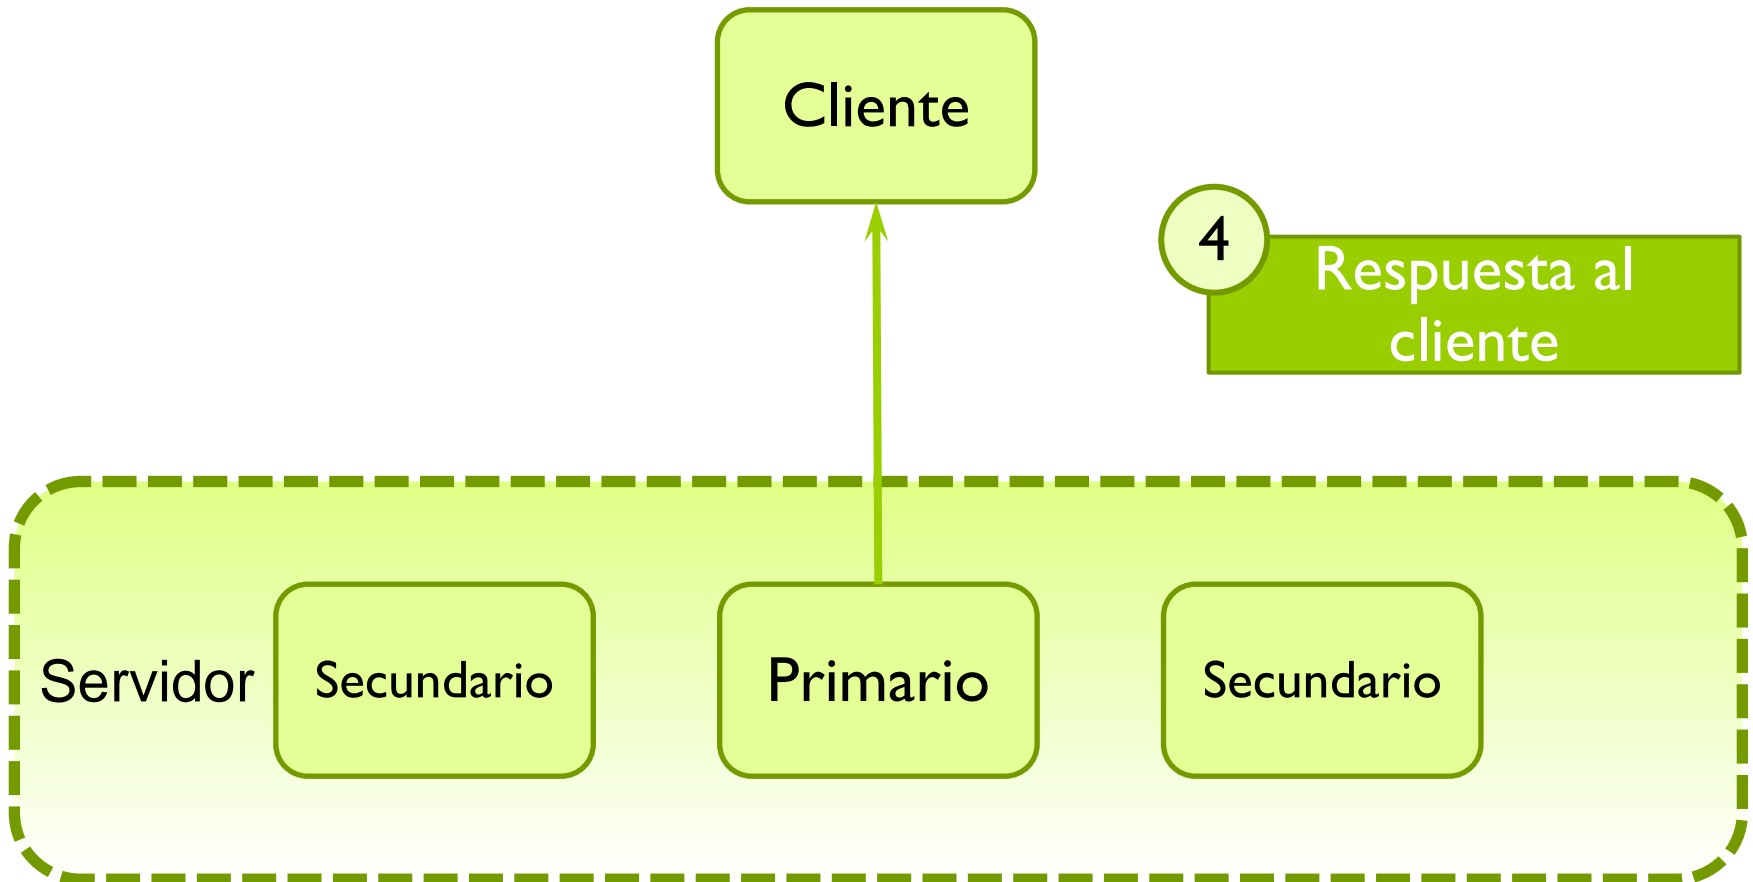 Cliente
4
Respuesta al
cliente
Servidor
Secundario
Primario
Secundario